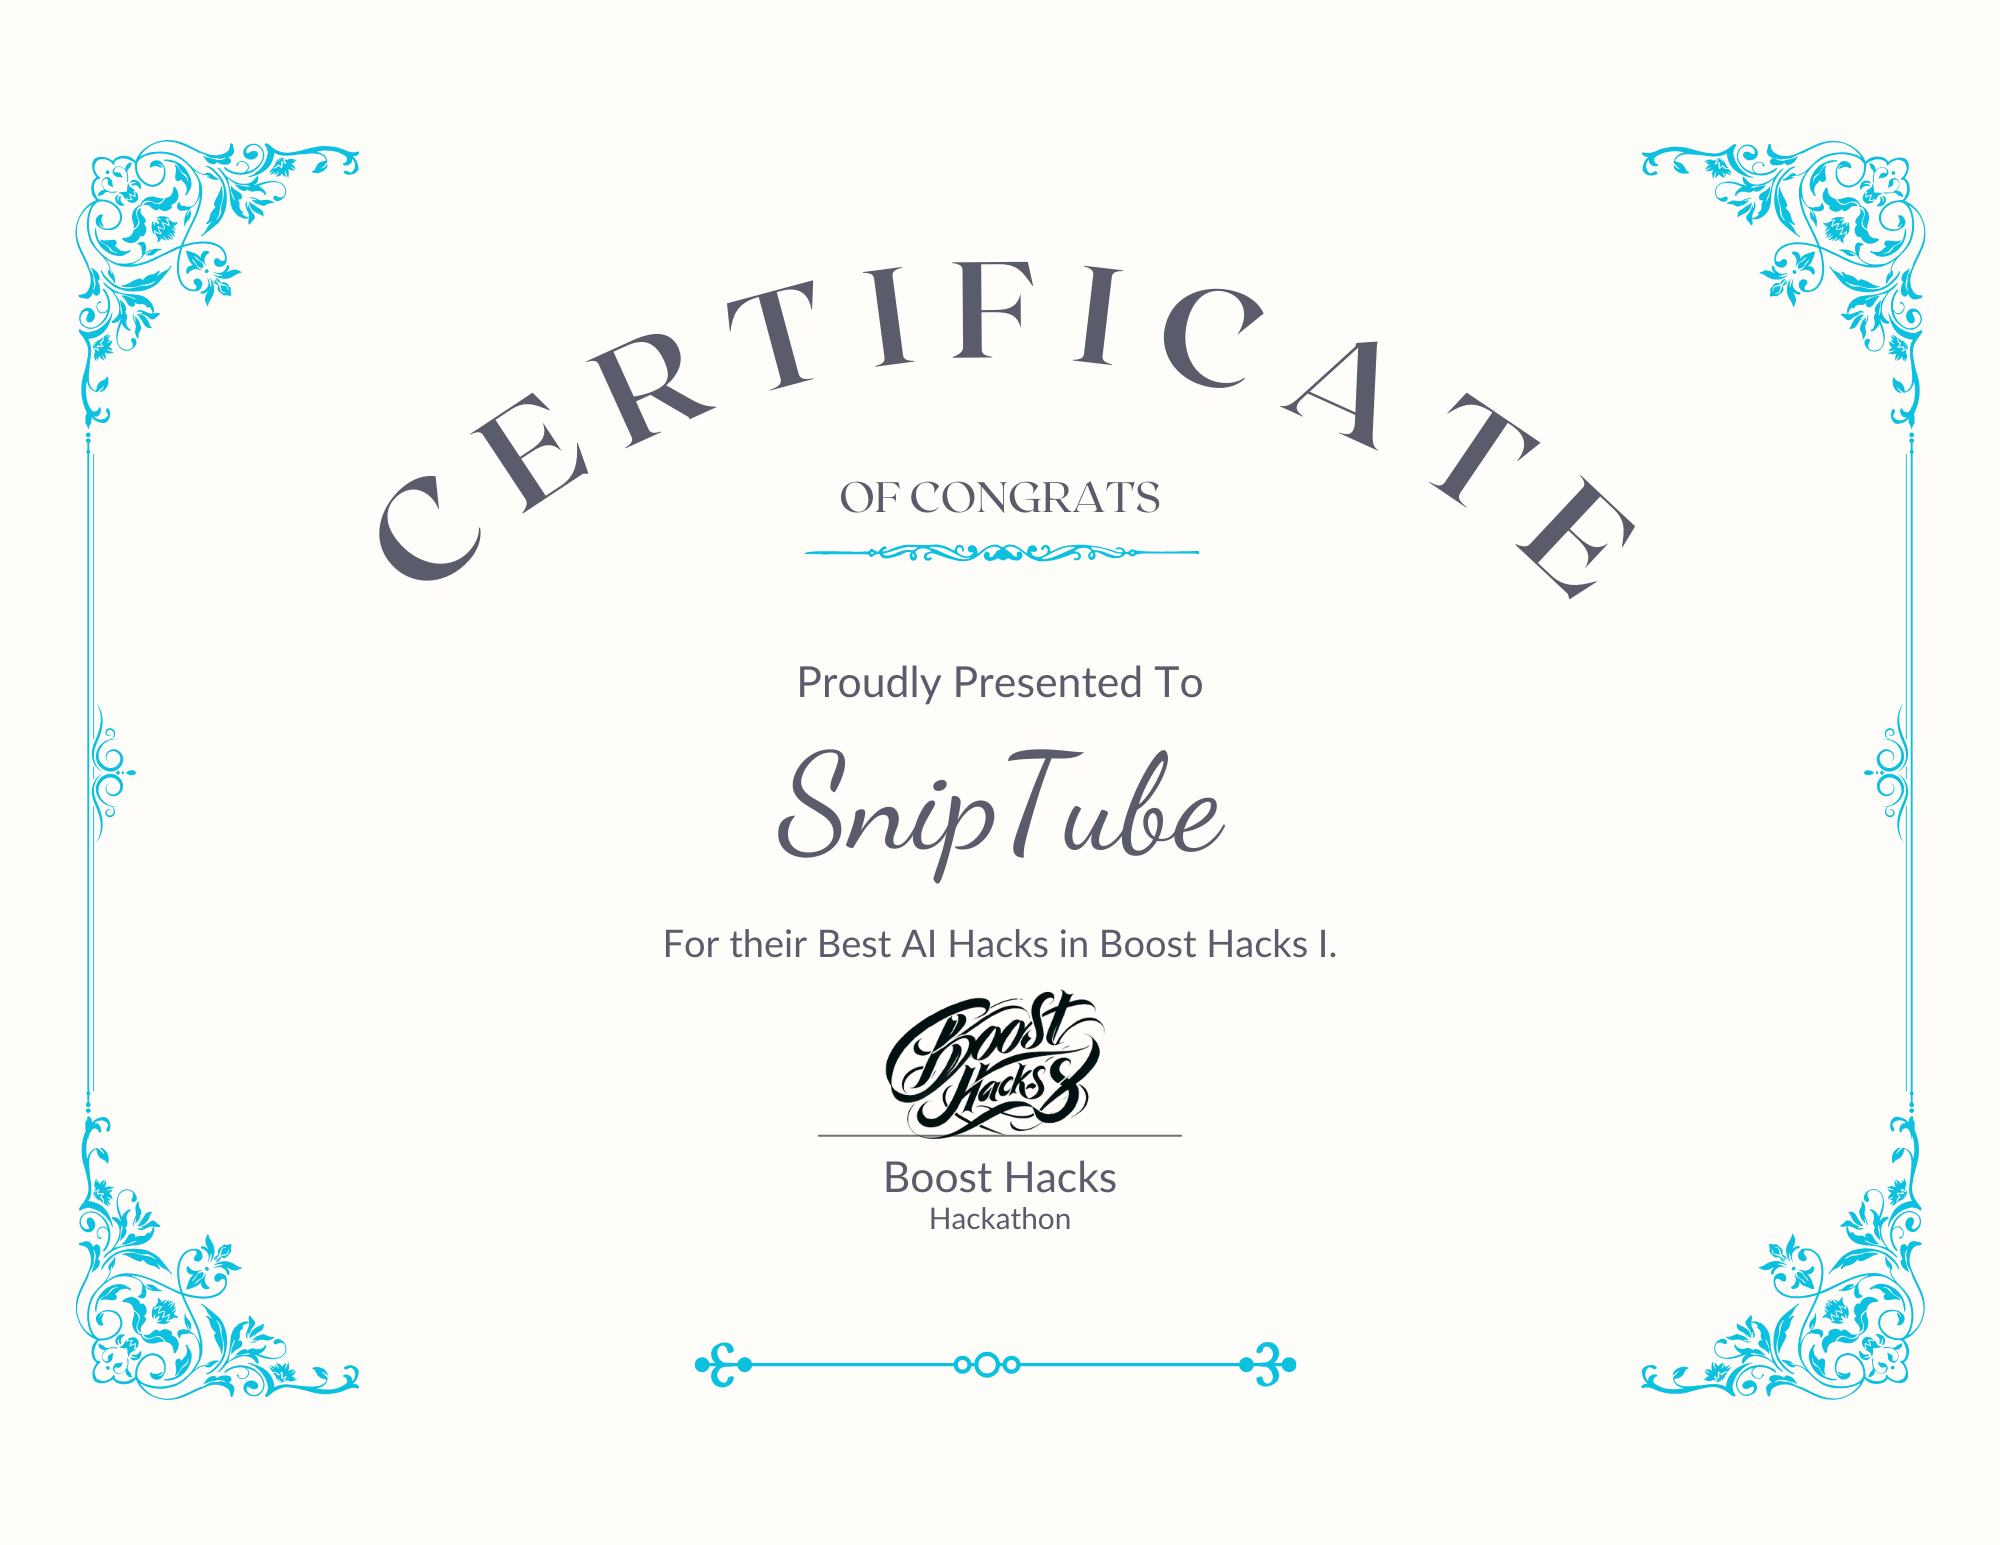 CERTIFICATE
OF CONGRATS
Proudly Presented To
SnipTube
For their Best AI Hacks in Boost Hacks I.
Boost
Hacks
Boost Hacks
Hackathon